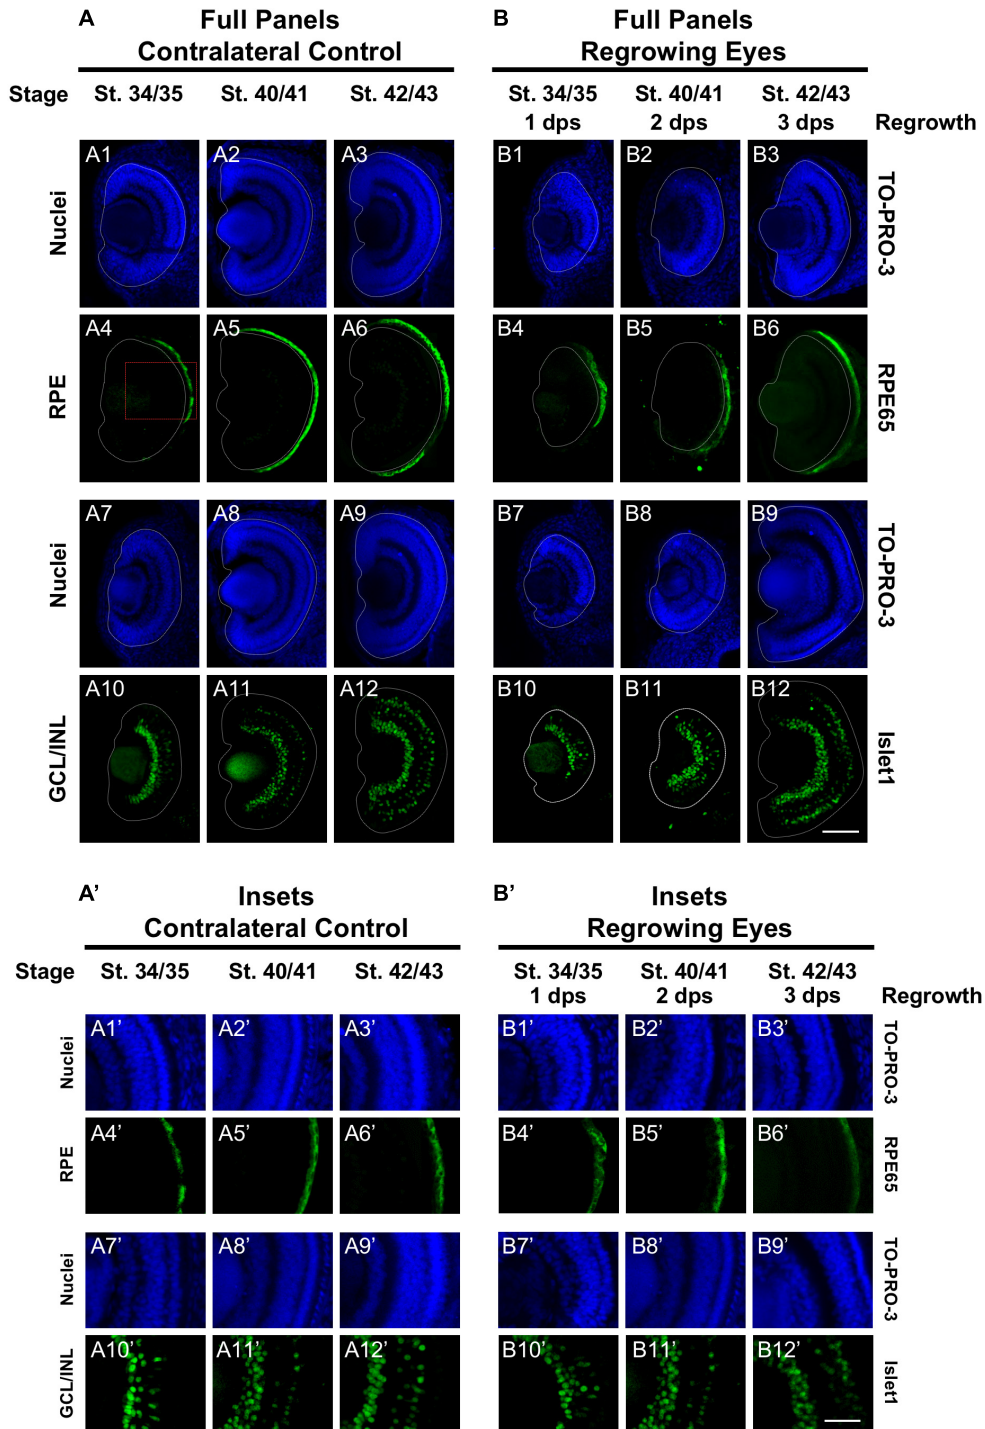 A
Full Panels
Contralateral Control
B
Full Panels
Regrowing Eyes
Stage
St. 34/35
St. 40/41
St. 42/43
St. 34/35
1 dps
St. 40/41
2 dps
St. 42/43
3 dps
Regrowth
Nuclei
A1
A2
A3
B1
B2
B3
TO-PRO-3
RPE
A4
A5
A6
B4
B5
B6
RPE65
Nuclei
A7
A8
A9
B7
B8
B9
TO-PRO-3
GCL/INL
A10
A11
A12
B10
B11
B12
Islet1
A’
Insets
Contralateral Control
B’
Insets
Regrowing Eyes
Stage
St. 34/35
St. 40/41
St. 42/43
St. 34/35
1 dps
St. 40/41
2 dps
St. 42/43
3 dps
Regrowth
Nuclei
A1’
A2’
A3’
B1’
B2’
B3’
TO-PRO-3
RPE
A4’
A5’
A6’
B4’
B5’
B6’
RPE65
Nuclei
A7’
A8’
A9’
B7’
B8’
B9’
TO-PRO-3
GCL/INL
A10’
A11’
A12’
B10’
B11’
B12’
Islet1